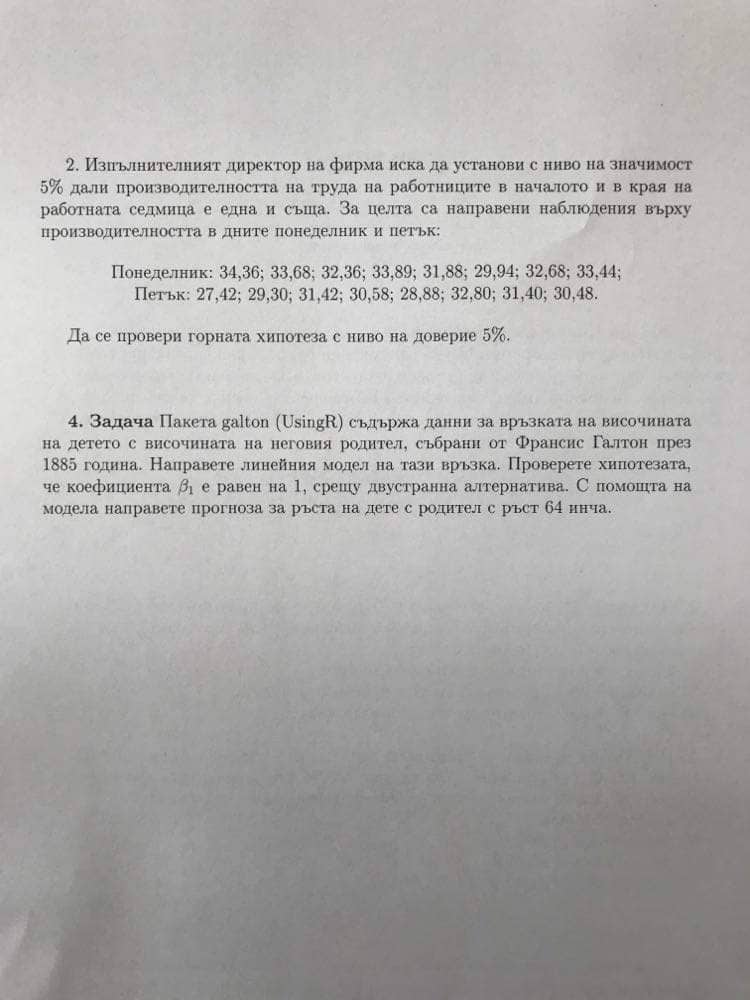 2. Изпълнителният директор на фирма иска да установи с ниво на значимост
5% дали производителността на труда на работниците в началото и в края на
работната седмица е една и съща. За целта са направени наблюдения върху
производителността в дните понеделник и петък:
Понеделник: 34,36; 33,68; 32,36; 33,89; 31,88; 29,94; 32,68; 33,44;
Петък: 27,42; 29,30; 31,42; 30,58; 28,88; 32,80; 31,40; 30,48.
Да се провери горната хипотеза с ниво на доверие 5%.
4. Задача Пакета galton (UsingR) съдържа данни за връзката на височината
на детето с височината на неговия родител, събрани от Франсис Галтон през
1885 година. Направете линейния модел на тази връзка. Проверете хипотезата,
че коефициента β₁ е равен на 1, срещу двустранна алтернатива. С помощта на
модела направете прогноза за ръста на дете с родител с ръст 64 инча.